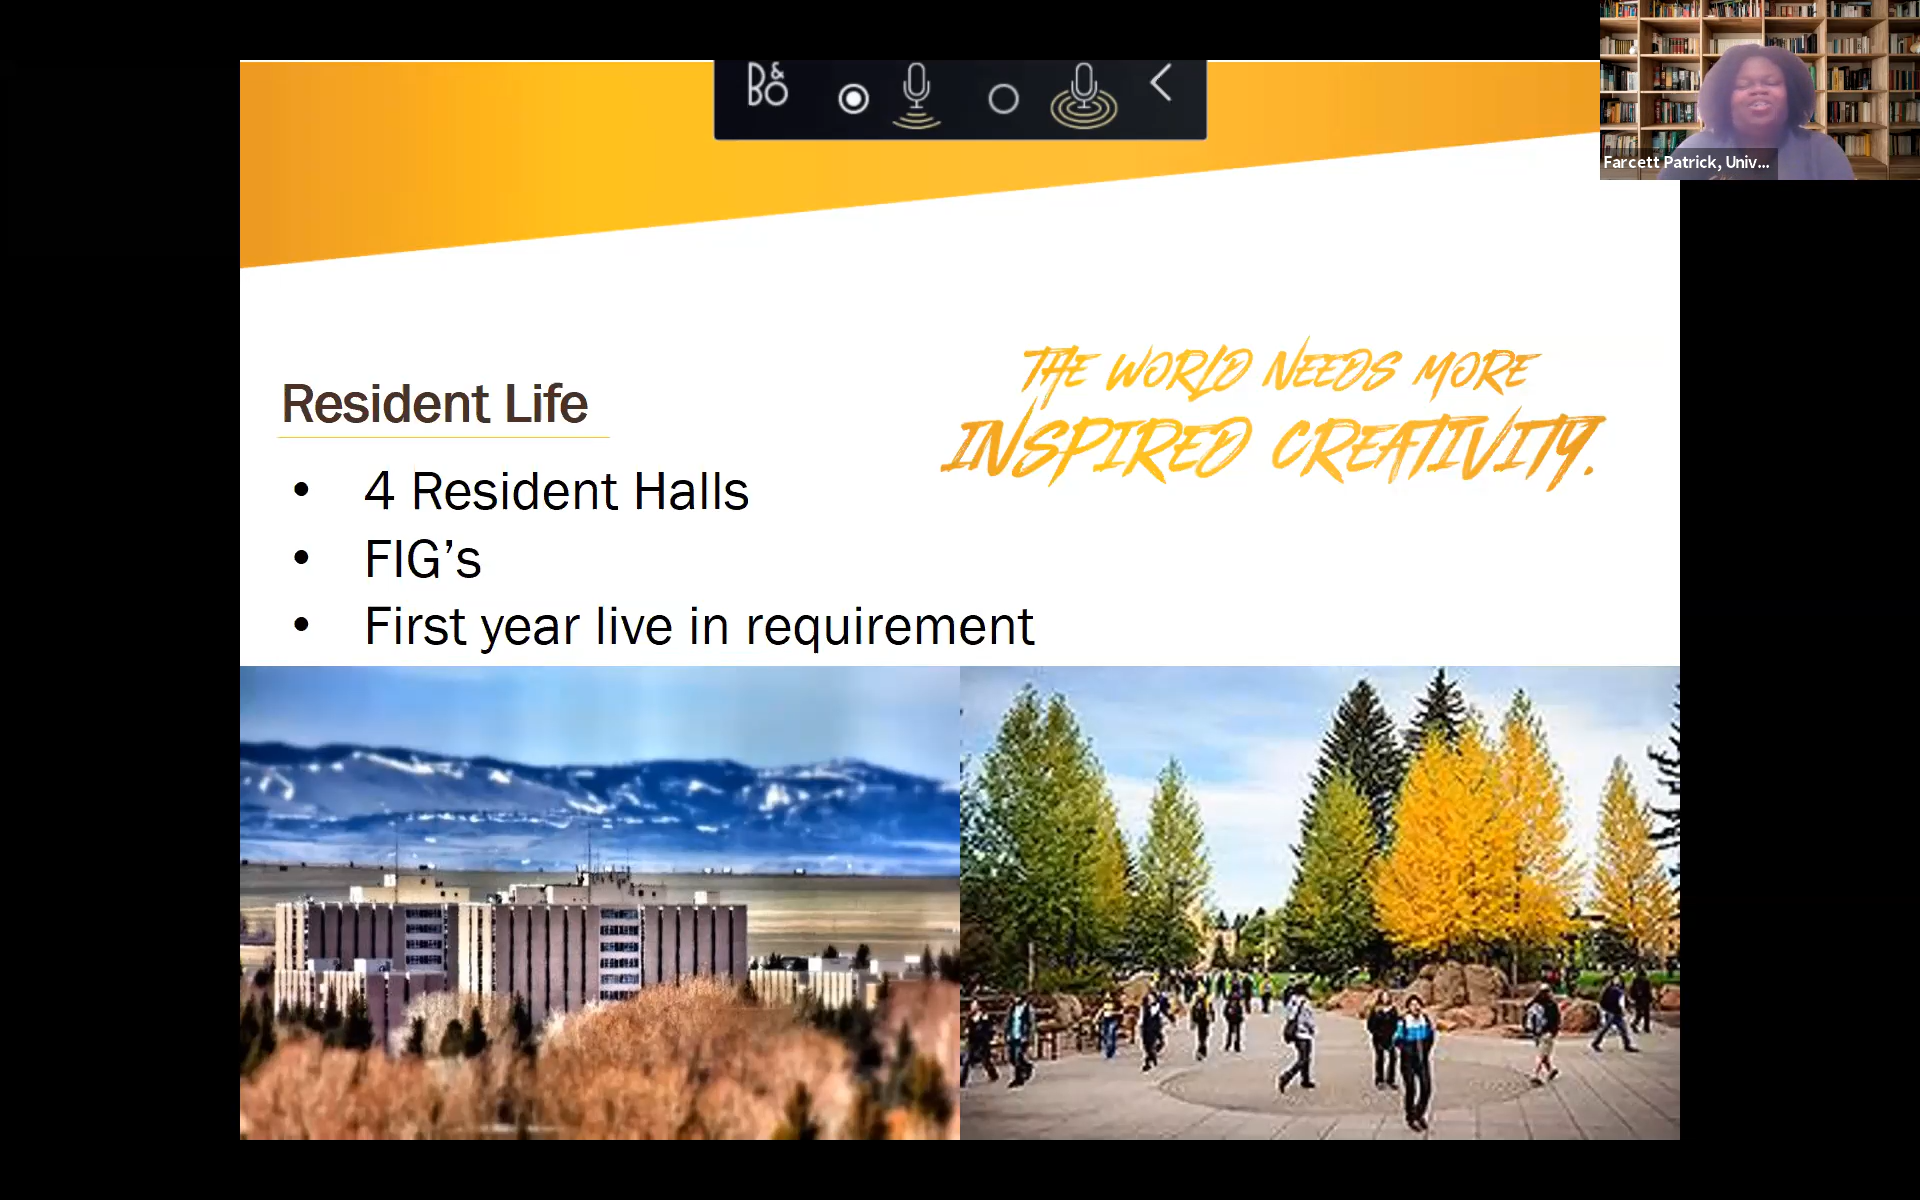 B&
BO
Farcett Patrick, Univ...
THE WORLD NEEDS MORE
INSPIRED CREATIVITY.
Resident Life
• 4 Resident Halls
• FIG’s
• First year live in requirement